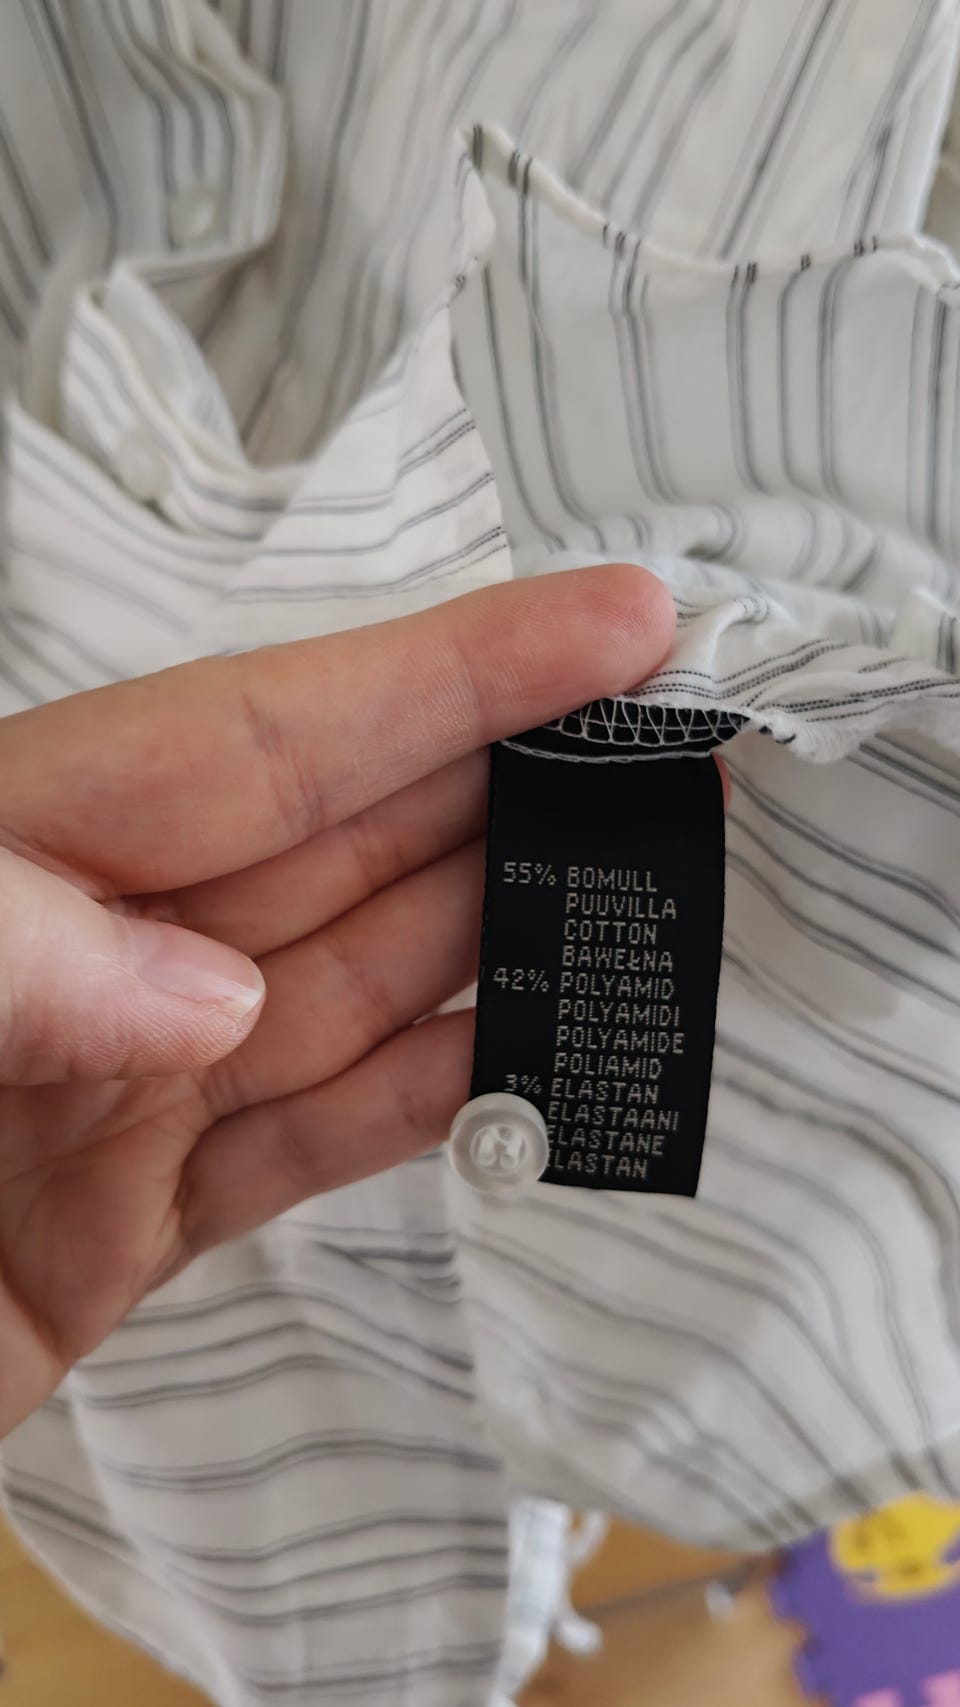 55% BOMULL
PUUVILLA
COTTON
BAWEŁNA
42% POLYAMID
POLYAMIDI
POLYAMIDE
POLIAMID
3% ELASTAN
ELASTAANI
ELASTANE
ELASTAN